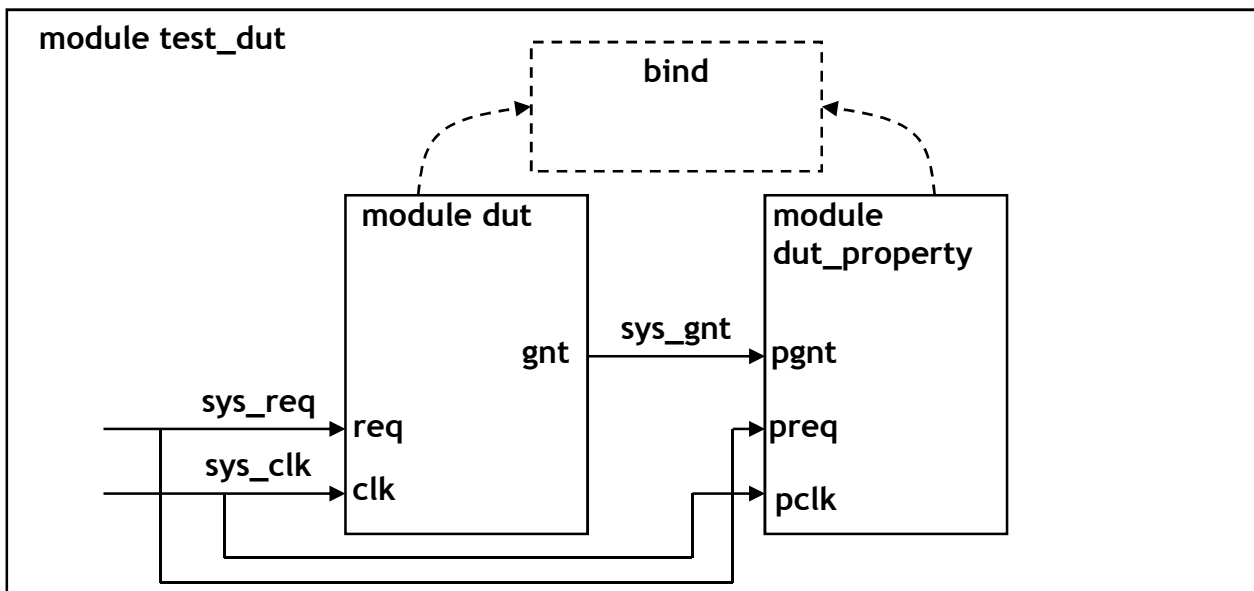 module test_dut
bind
module dut
module
dut_property
sys_gnt
gnt
pgnt
sys_req
req
preq
sys_clk
clk
pclk